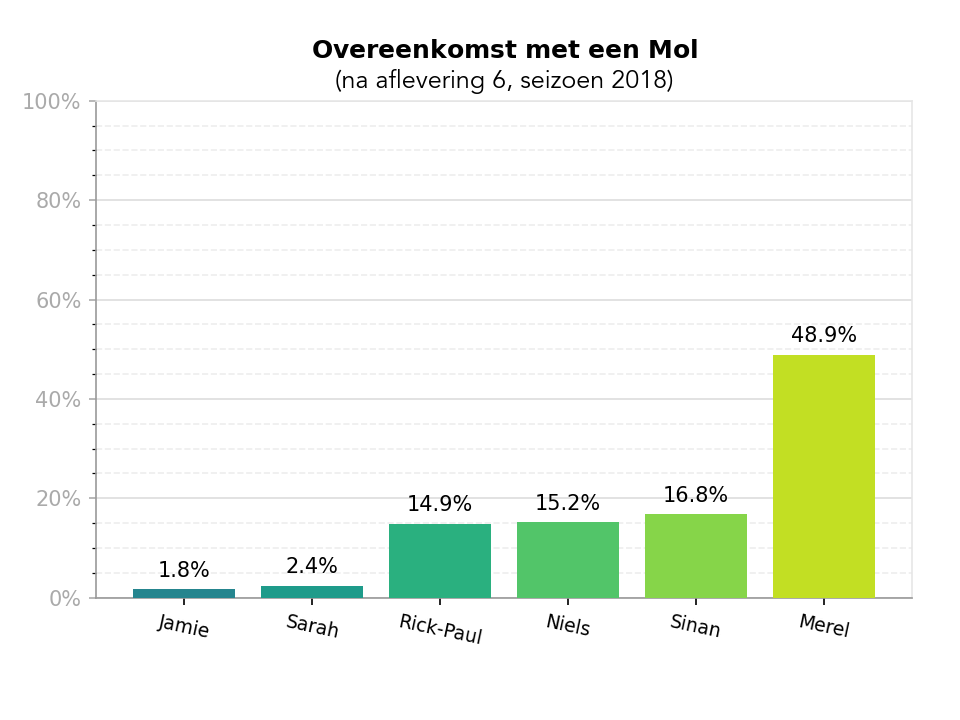 Overeenkomst met een Mol
(na aflevering 6, seizoen 2018)
100%
80%
60%
40%
20%
0%
1.8%
2.4%
14.9%
15.2%
16.8%
48.9%
Jamie
Sarah
Rick-Paul
Niels
Sinan
Merel